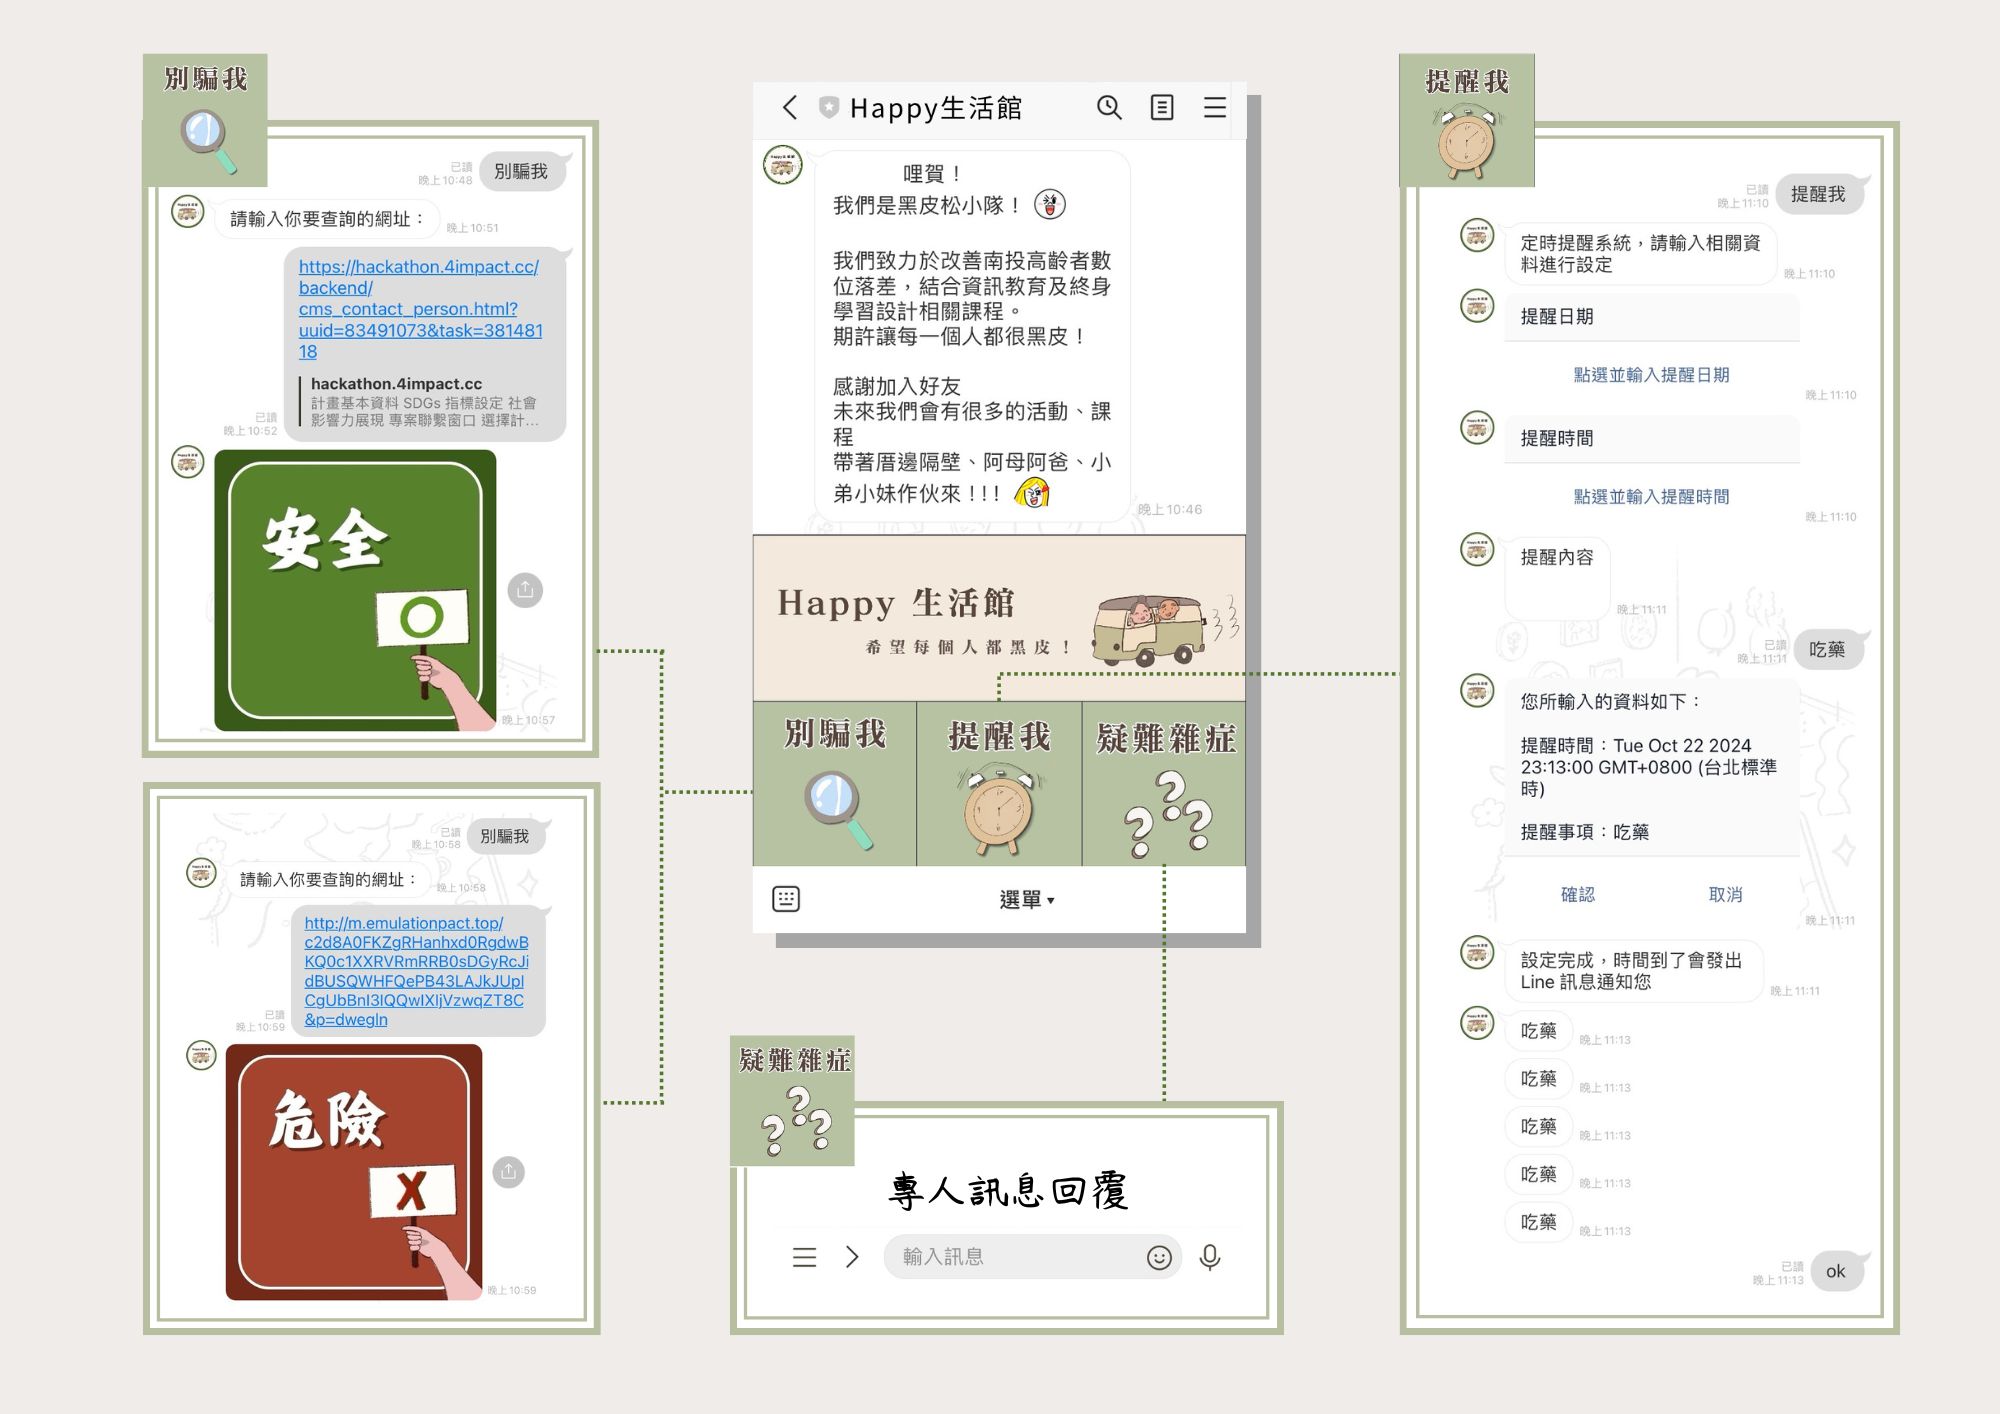 別騙我
別騙我
已讀
晚上10:48
請輸入你要查詢的網址：
晚上10:51
https://hackathon.4impact.cc/
backend/
cms_contact_person.html?
uuid=83491073&task=381481
18
hackathon.4impact.cc
計畫基本資料 SDGs 指標設定 社會
影響力展現 專案聯繫窗口 選擇計...
已讀
晚上10:52
安全
晚上10:57
別騙我
已讀
晚上10:58
請輸入你要查詢的網址：
晚上10:58
http://m.emulationpact.top/
c2d8A0FKZgRHanhxd0RgdwB
KQ0c1XXRVRmRRB0sDGyRcJi
dBUSQWHFQePB43LAJkJUpl
CgUbBnI3lQQwIXljVzwqZT8C
&p=dwegln
已讀
晚上10:59
危險
X
晚上10:59
Happy生活館
哩賀！
我們是黑皮松小隊！
我們致力於改善南投高齡者數
位落差，結合資訊教育及終身
學習設計相關課程。
期許讓每一個人都很黑皮！
感謝加入好友
未來我們會有很多的活動、課
程
帶著厝邊隔壁、阿母阿爸、小
弟小妹作伙來！!！
晚上10:46
Happy 生活館
希望每個人都黑皮！
別騙我
提醒我
疑難雜症
???
選單▾
疑難雜症
???
專人訊息回覆
輸入訊息
提醒我
提醒我
已讀
晚上11:10
定時提醒系統，請輸入相關資
料進行設定
晚上11:10
提醒日期
點選並輸入提醒日期
晚上11:10
提醒時間
點選並輸入提醒時間
晚上11:10
提醒內容
晚上11:11
吃藥
已讀
晚上11:11
您所輸入的資料如下：
提醒時間：Tue Oct 22 2024
23:13:00 GMT+0800 (台北標準
時)
提醒事項：吃藥
確認
取消
晚上11:11
設定完成，時間到了會發出
Line 訊息通知您
晚上11:11
吃藥
晚上11:13
吃藥
晚上11:13
吃藥
晚上11:13
吃藥
晚上11:13
吃藥
晚上11:13
ok
已讀
晚上11:13